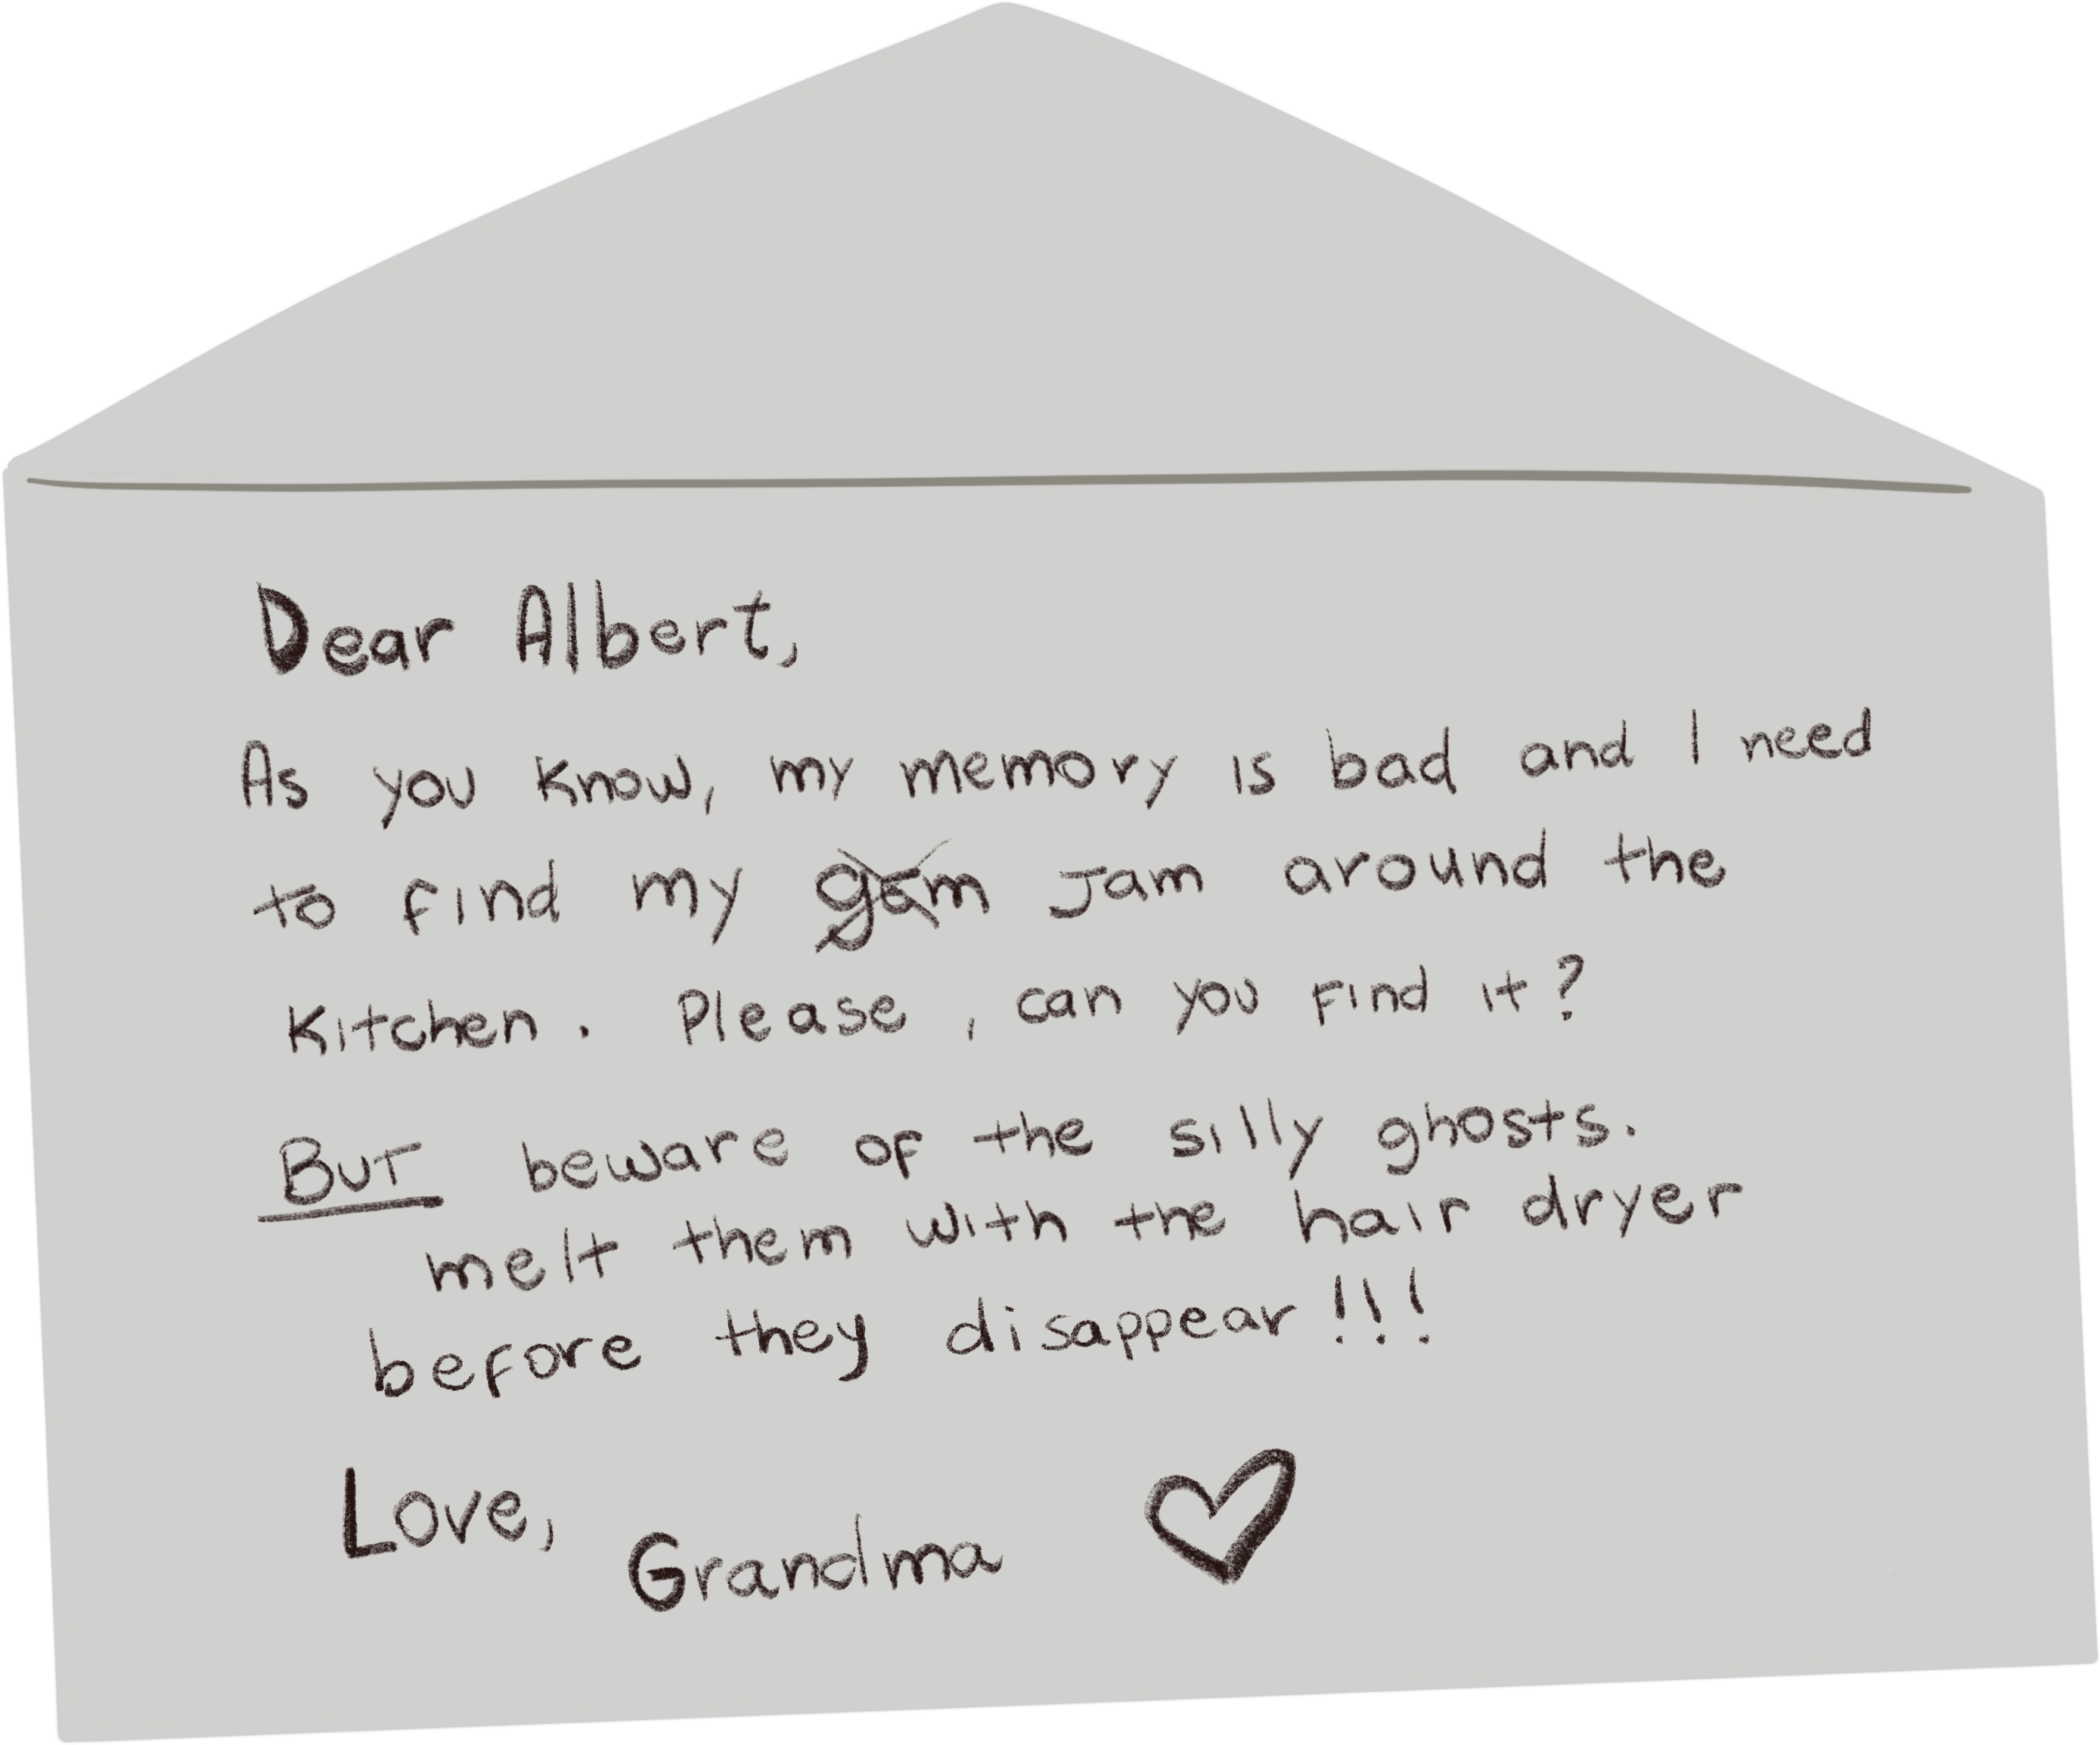 Dear Albert,
As you know, my memory is bad and I need
to find my gam Jam around the
Kitchen. Please, can you find it?
BUT beware of the silly ghosts.
melt them with the hair dryer
before they disappear!!!
Love,
Grandma